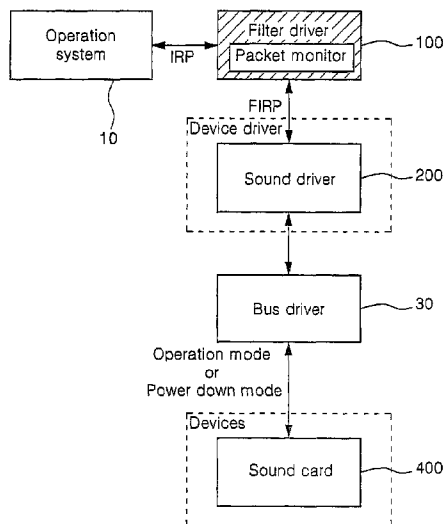 Operation
system
10
IRP
Filter driver
Packet monitor
100
FIRP
Device driver
Sound driver
200
Bus driver
30
Operation mode
or
Power down mode
Devices
Sound card
400